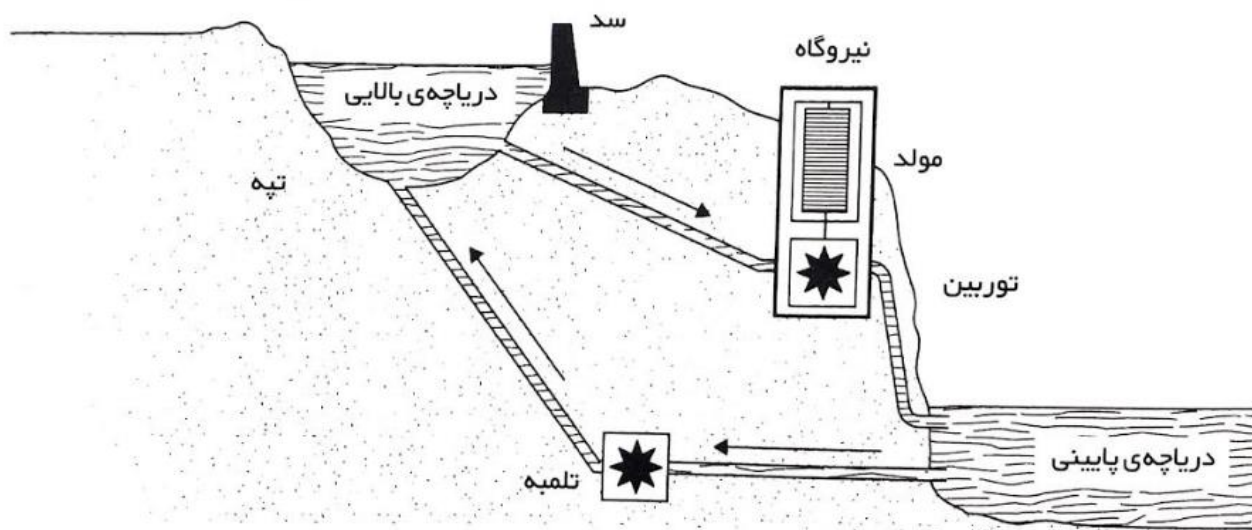 سد
نیروگاه
دریاچه‌ی بالایی
مولد
تپه
توربین
دریاچه‌ی پایینی
تلمبه